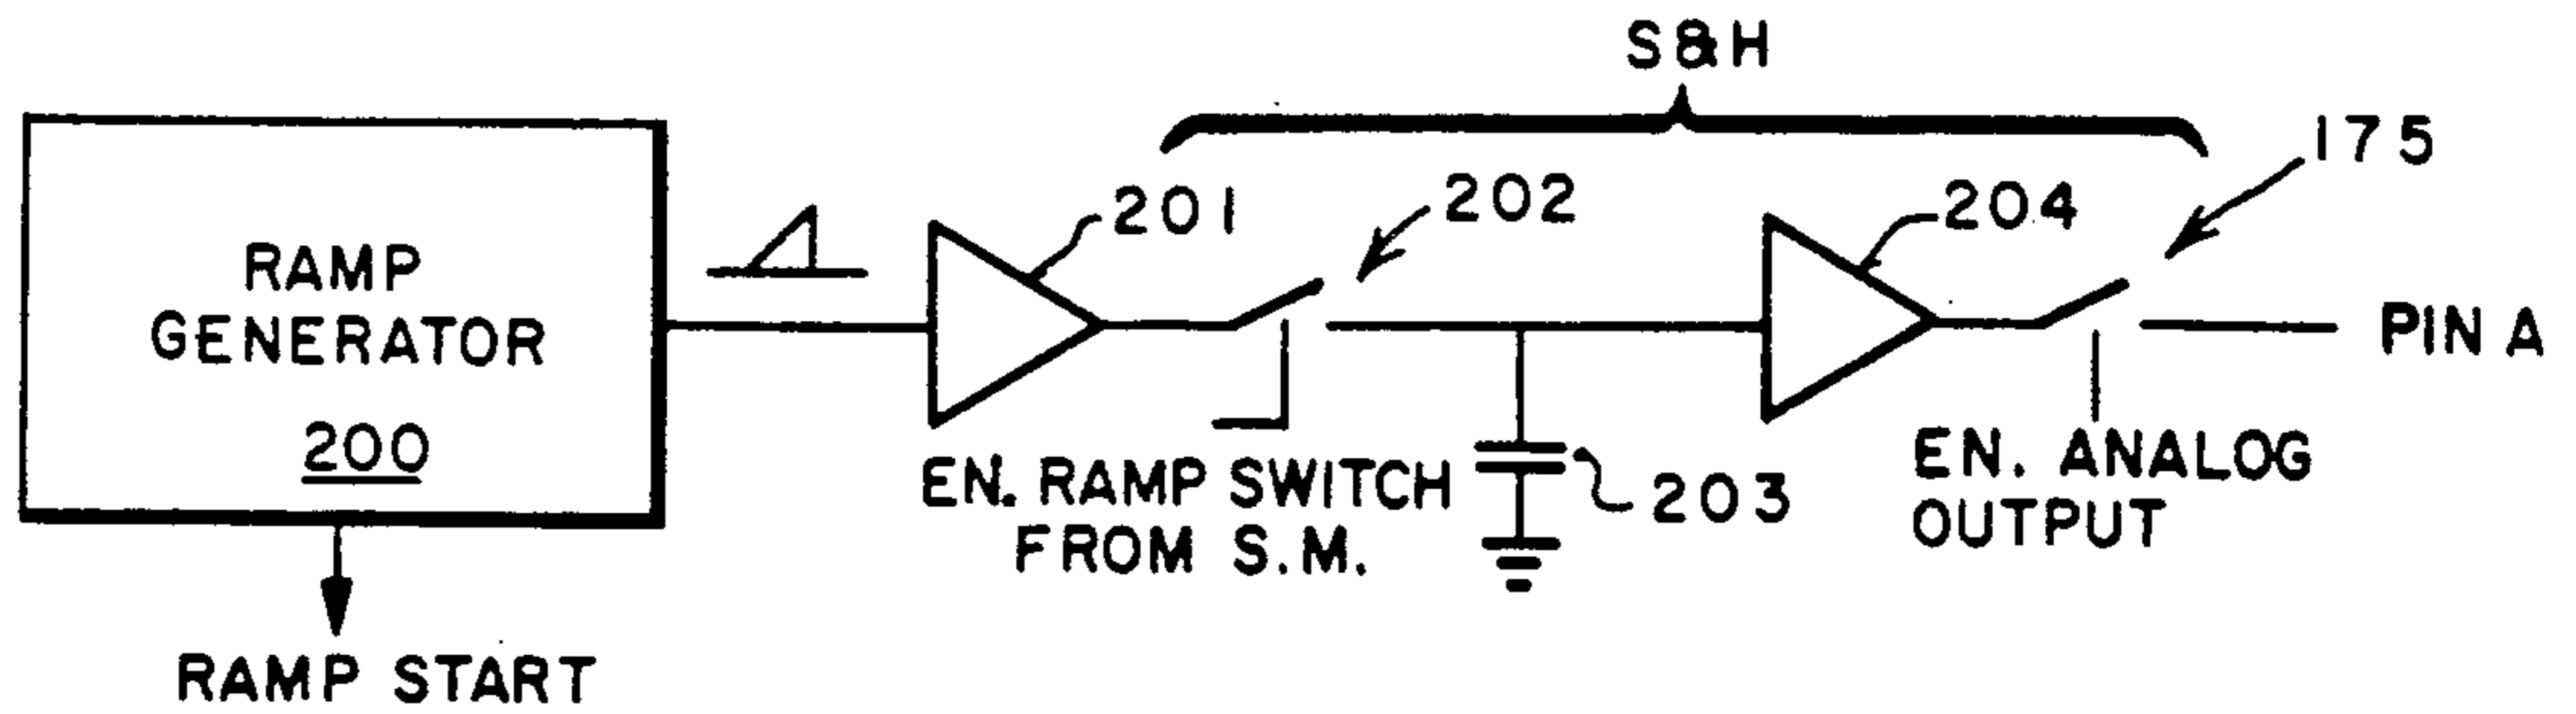 S&H
175
201
202
204
RAMP
GENERATOR
200
PIN A
EN. RAMP SWITCH
FROM S.M.
203
EN. ANALOG
OUTPUT
RAMP START